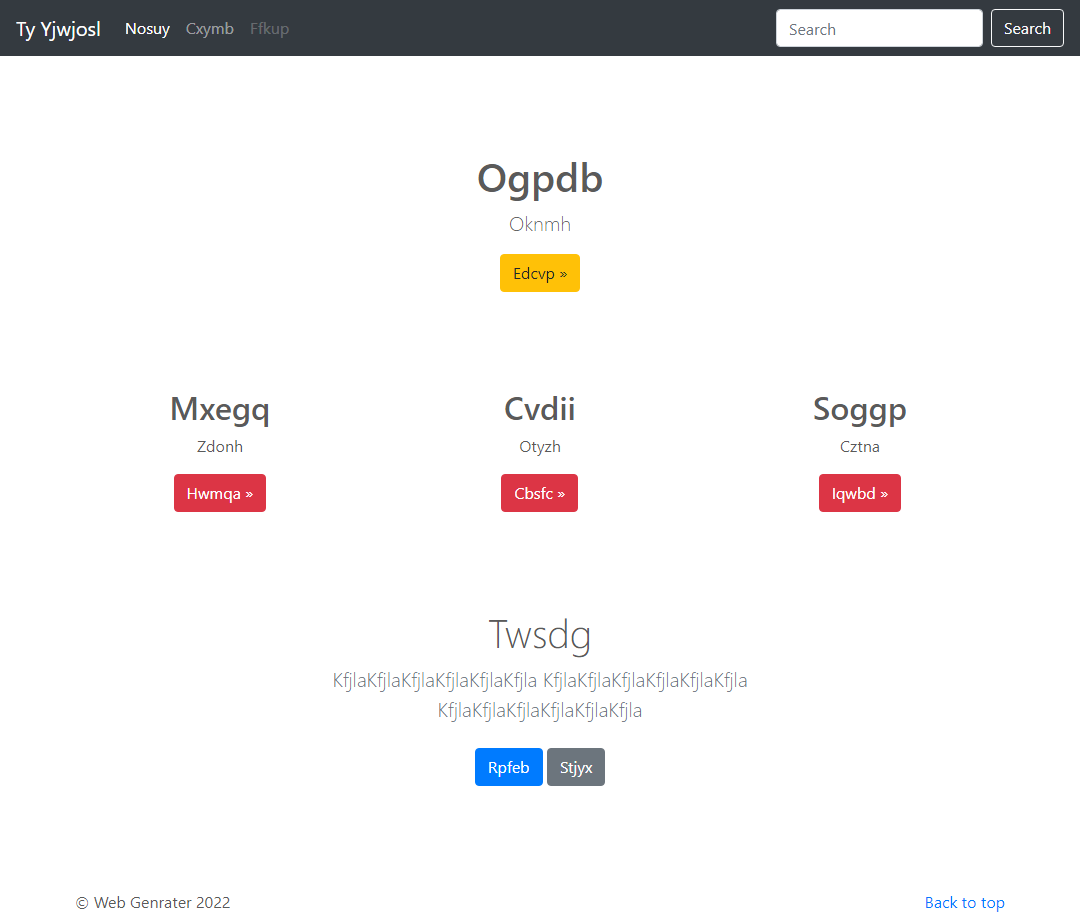 Ty Yjwjosl Nosuy Cxymb Ffkup Search Search
Ogpdb
Oknmh
Edcvp »
Mxegq Cvdii Soggp
Zdonh Otyzh Cztna
Hwmqa » Cbsfc » Iqwbd »
Twsdg
KfjlaKfjlaKfjlaKfjlaKfjlaKfjla KfjlaKfjlaKfjlaKfjlaKfjlaKfjla
KfjlaKfjlaKfjlaKfjlaKfjlaKfjla
Rpfeb Stjyx
© Web Genrater 2022 Back to top